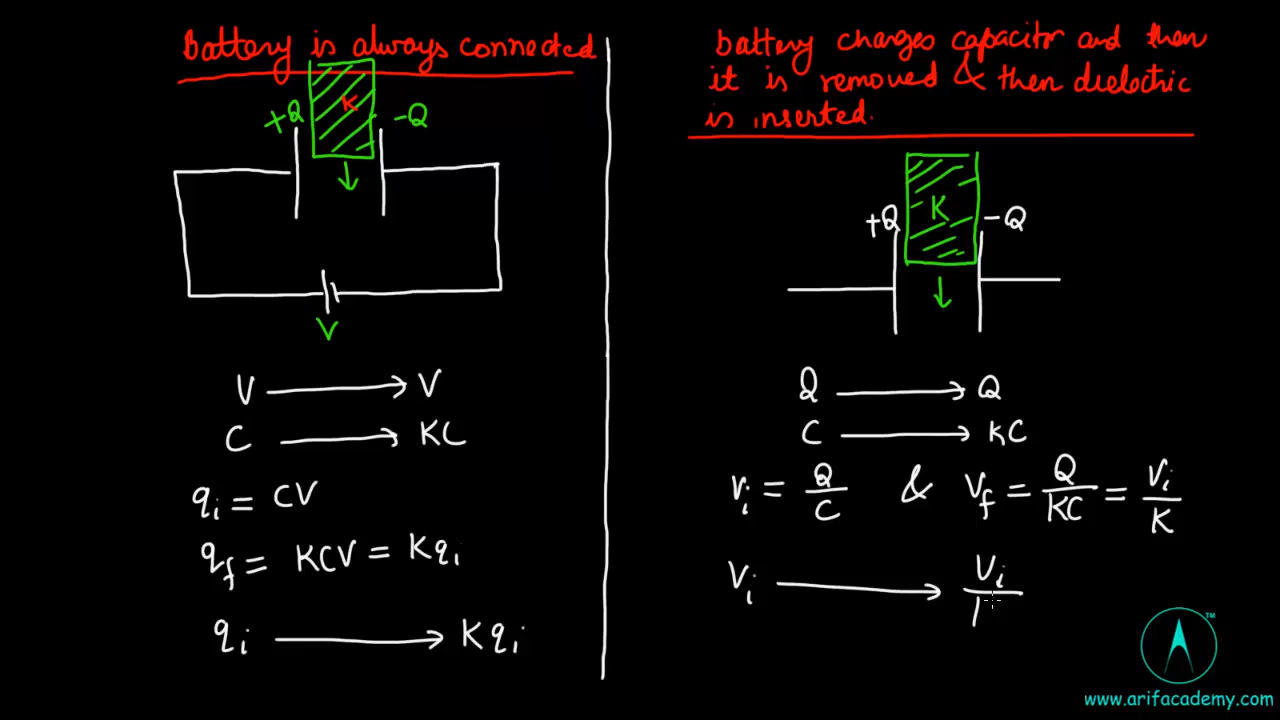 Battery is always connected
K
+Q -Q
V
V → V
C → KC
qi = CV
qf = KCV = Kqi
qi → Kqi
battery charges capacitor and then
it is removed & then dielectric
is inserted.
K
+Q -Q
Q → Q
C → KC
Vi = Q/C & Vf = Q/KC = Vi/K
Vi → Vi/
TM
www.arifacademy.com